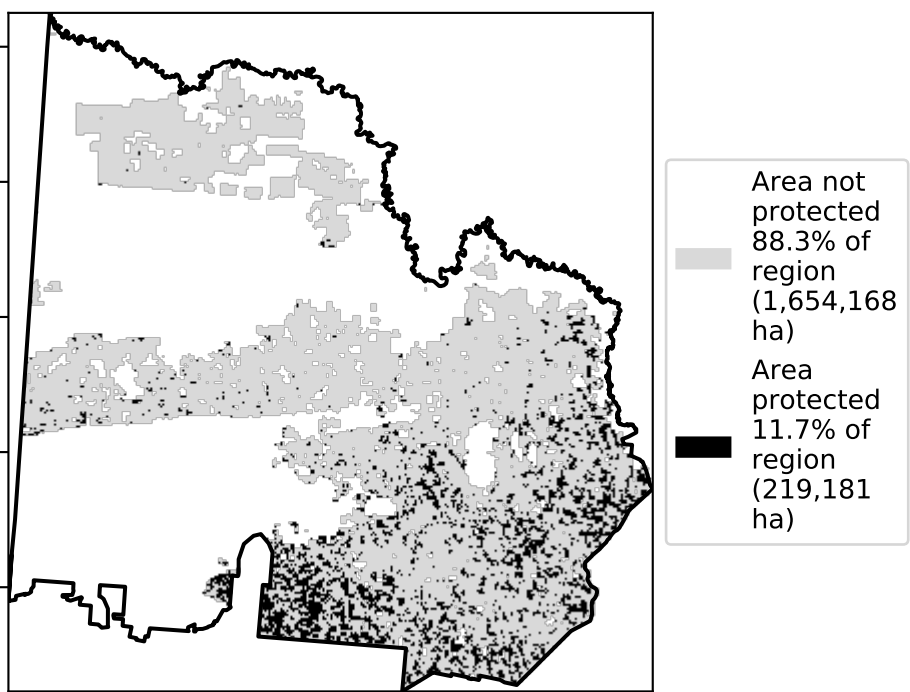 Area not
protected
88.3% of
region
(1,654,168
ha)
Area
protected
11.7% of
region
(219,181
ha)